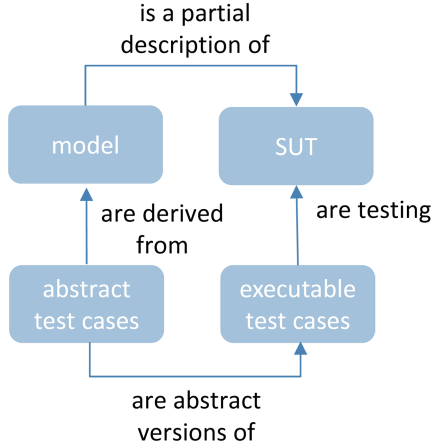 is a partial
description of
model
SUT
are derived
from
are testing
abstract
test cases
executable
test cases
are abstract
versions of